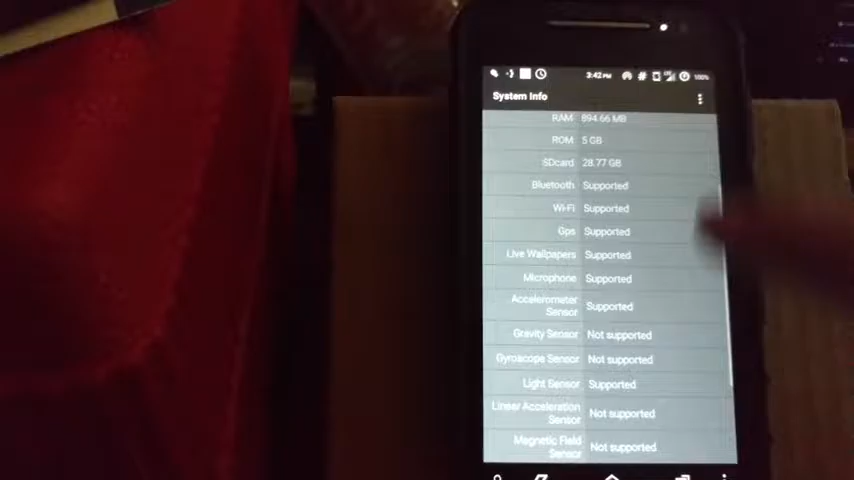 3:42 PM 100%
System Info
RAM 894.66 MB
ROM 5 GB
SDcard 28.77 GB
Bluetooth Supported
Wi-Fi Supported
Gps Supported
Live Wallpapers Supported
Microphone Supported
Accelerometer Sensor Supported
Gravity Sensor Not supported
Gyroscope Sensor Not supported
Light Sensor Supported
Linear Acceleration Sensor Not supported
Magnetic Field Sensor Not supported